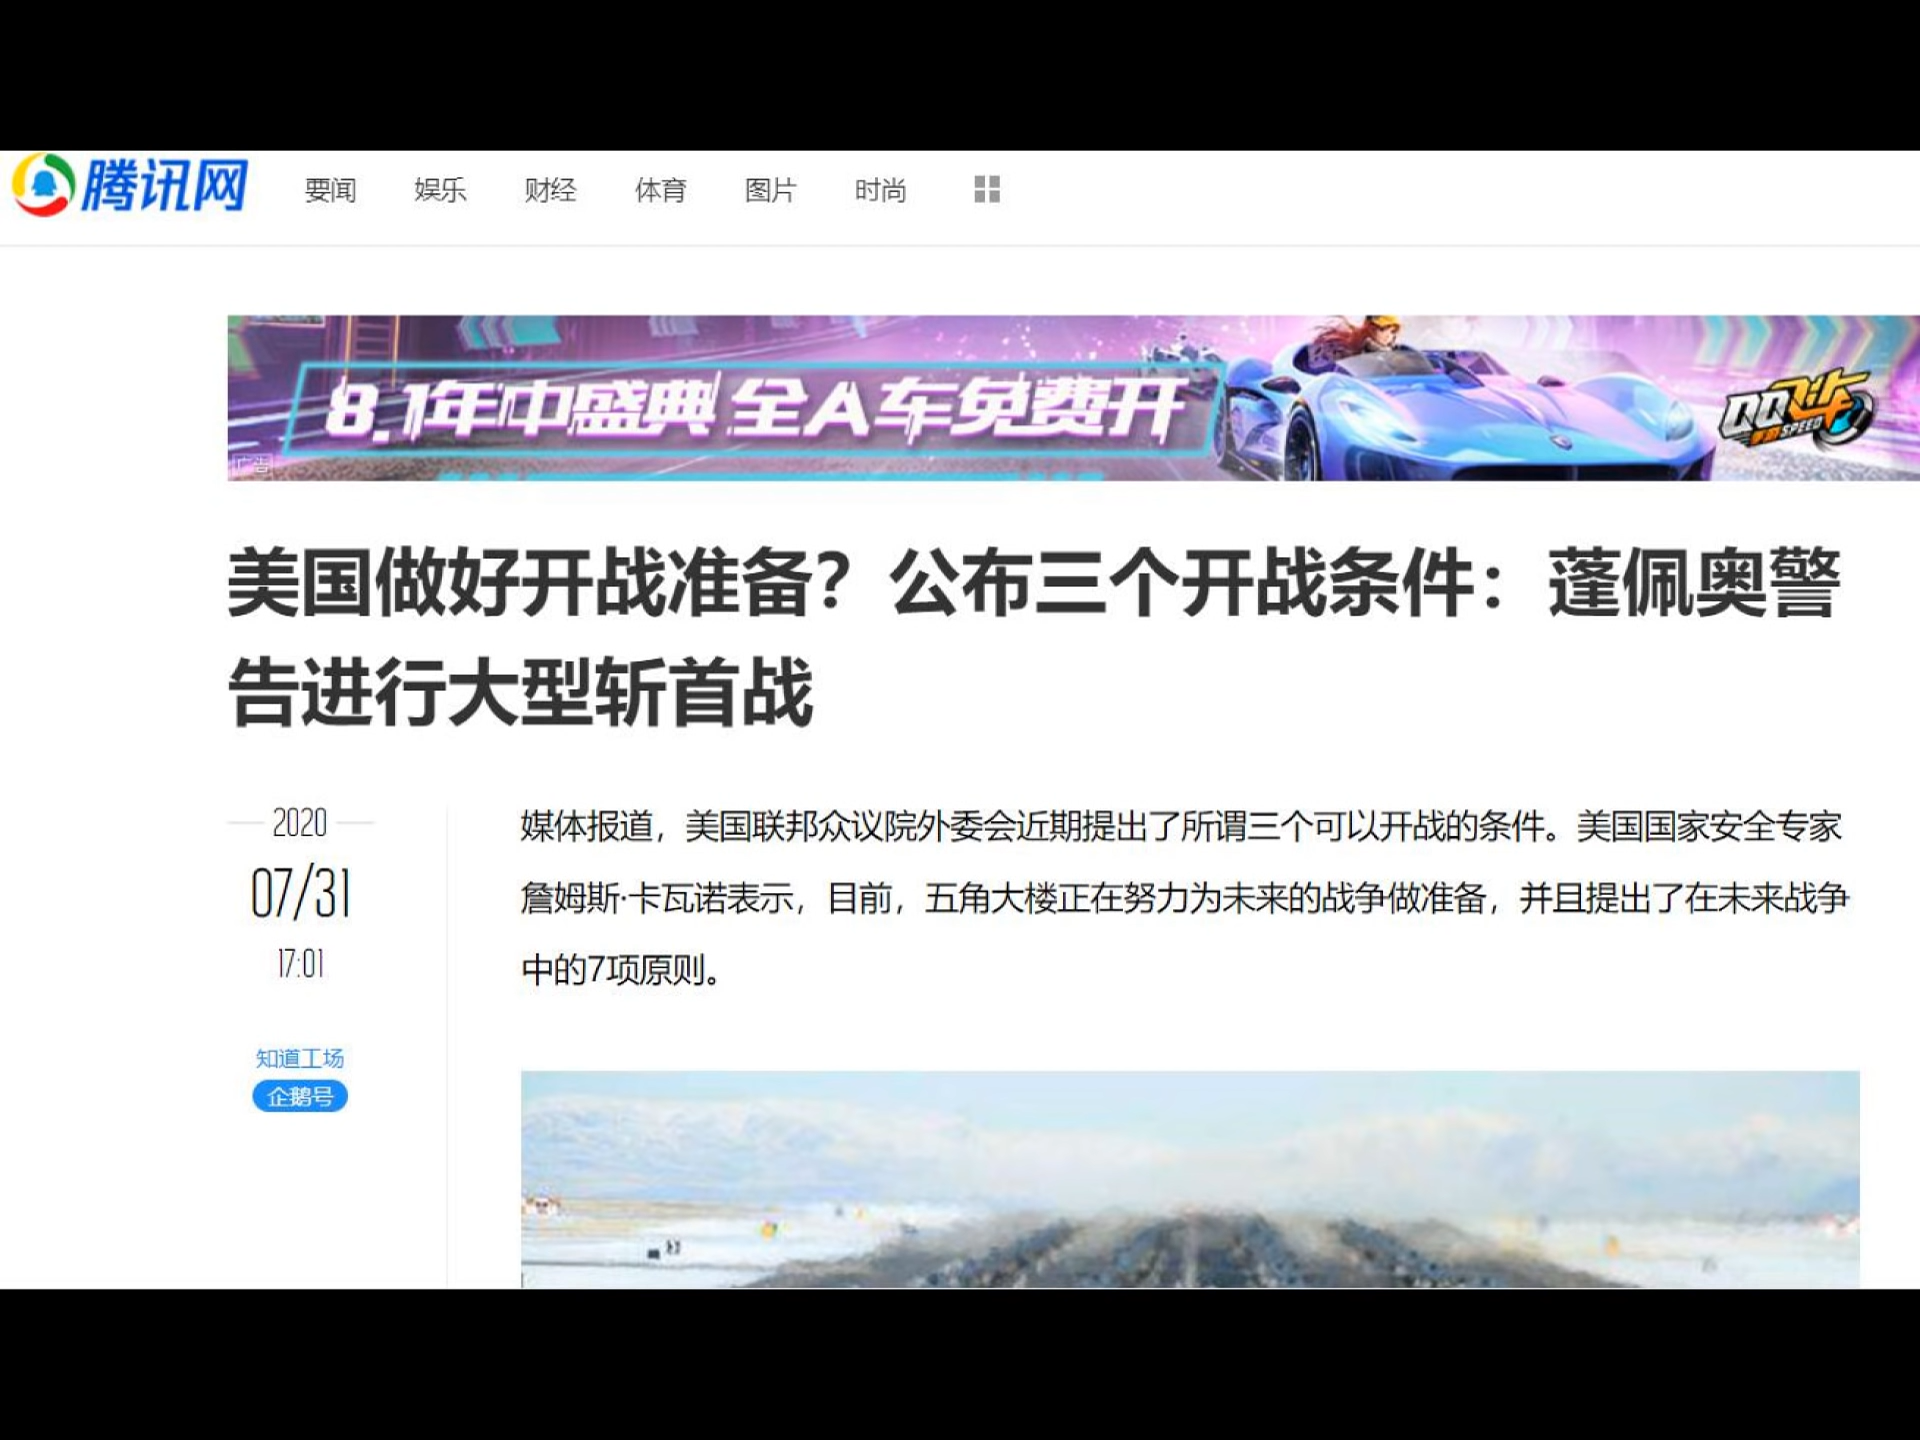 腾讯网 要闻 娱乐 财经 体育 图片 时尚
8.1年中盛典 全A车免费开
QQ飞车
手游 SPEED
广告
美国做好开战准备？公布三个开战条件：蓬佩奥警
告进行大型斩首战
2020
07/31
17:01
知道工场
企鹅号
媒体报道，美国联邦众议院外委会近期提出了所谓三个可以开战的条件。美国国家安全专家
詹姆斯·卡瓦诺表示，目前，五角大楼正在努力为未来的战争做准备，并且提出了在未来战争
中的7项原则。